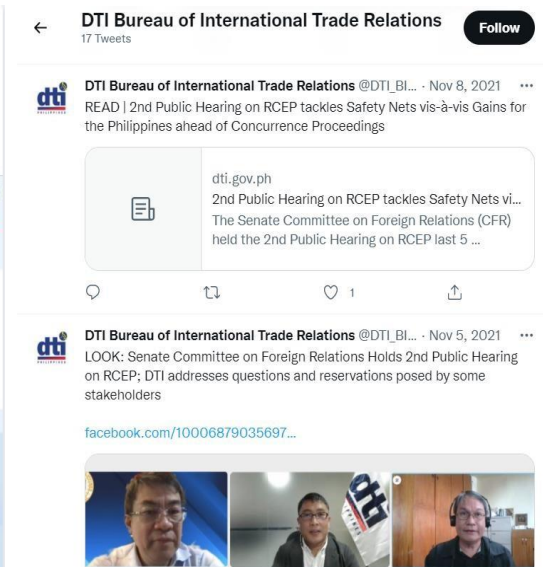 DTI Bureau of International Trade Relations
17 Tweets
Follow
dti
PHILIPPINES
DTI Bureau of International Trade Relations @DTI_BI... · Nov 8, 2021
READ | 2nd Public Hearing on RCEP tackles Safety Nets vis-à-vis Gains for
the Philippines ahead of Concurrence Proceedings
dti.gov.ph
2nd Public Hearing on RCEP tackles Safety Nets vi...
The Senate Committee on Foreign Relations (CFR)
held the 2nd Public Hearing on RCEP last 5 ...
1
dti
PHILIPPINES
DTI Bureau of International Trade Relations @DTI_BI... · Nov 5, 2021
LOOK: Senate Committee on Foreign Relations Holds 2nd Public Hearing
on RCEP; DTI addresses questions and reservations posed by some
stakeholders
facebook.com/10006879035697...
dti